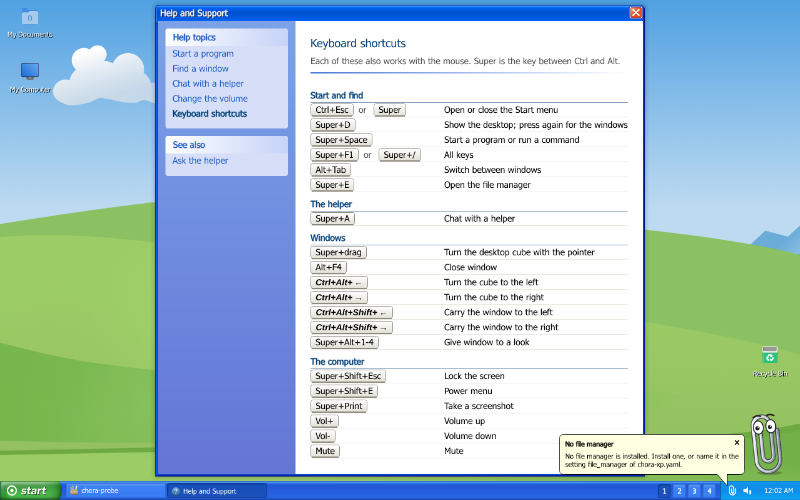 My Documents
My Computer
Help and Support
Help topics
Start a program
Find a window
Chat with a helper
Change the volume
Keyboard shortcuts
See also
Ask the helper
Keyboard shortcuts
Each of these also works with the mouse. Super is the key between Ctrl and Alt.
Start and find
Ctrl+Esc or Super Open or close the Start menu
Super+D Show the desktop; press again for the windows
Super+Space Start a program or run a command
Super+F1 or Super+/ All keys
Alt+Tab Switch between windows
Super+E Open the file manager
The helper
Super+A Chat with a helper
Windows
Super+drag Turn the desktop cube with the pointer
Alt+F4 Close window
Ctrl+Alt+ ← Turn the cube to the left
Ctrl+Alt+ → Turn the cube to the right
Ctrl+Alt+Shift+ ← Carry the window to the left
Ctrl+Alt+Shift+ → Carry the window to the right
Super+Alt+1-4 Give window to a look
The computer
Super+Shift+Esc Lock the screen
Super+Shift+E Power menu
Super+Print Take a screenshot
Vol+ Volume up
Vol- Volume down
Mute Mute
Recycle Bin
No file manager
No file manager is installed. Install one, or name it in the
setting file_manager of chora-xp.yaml.
start chora-probe Help and Support 1 2 3 4 12:02 AM